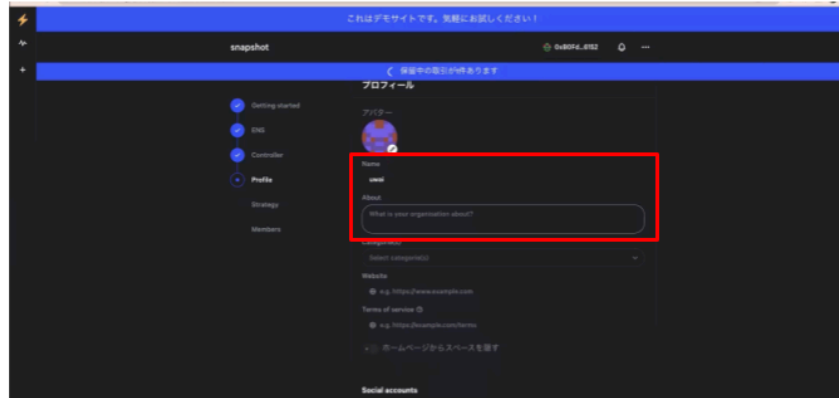 これはデモサイトです。気軽にお試しください！
snapshot
0xB0Fd...6152
保留中の取引が1件あります
プロフィール
Getting started
アバター
ENS
Controller
Name
Profile
uwai
About
Strategy
What is your organization about?
Members
Categorie(s)
Select categorie(s)
Website
e.g. https://www.example.com
Terms of service
e.g. https://example.com/terms
ホームページからスペースを隠す
Social accounts